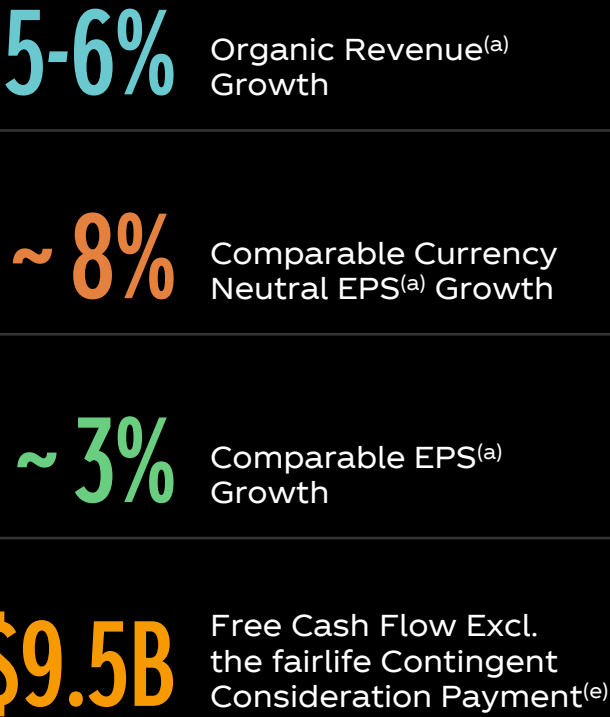 5-6%
Organic Revenue(a)
Growth
~ 8%
Comparable Currency
Neutral EPS(a) Growth
~ 3%
Comparable EPS(a)
Growth
$9.5B
Free Cash Flow Excl.
the fairlife Contingent
Consideration Payment(e)